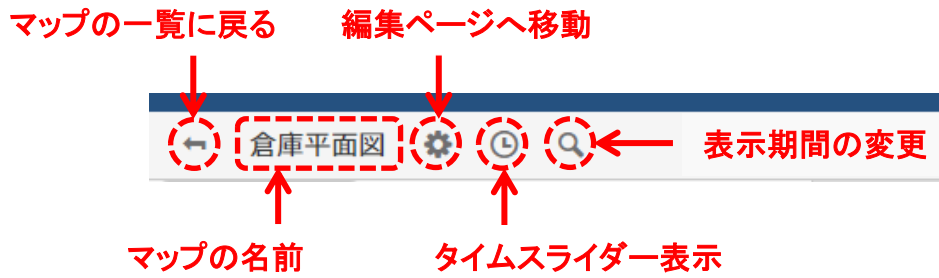 マップの一覧に戻る
編集ページへ移動
倉庫平面図
表示期間の変更
マップの名前
タイムスライダー表示